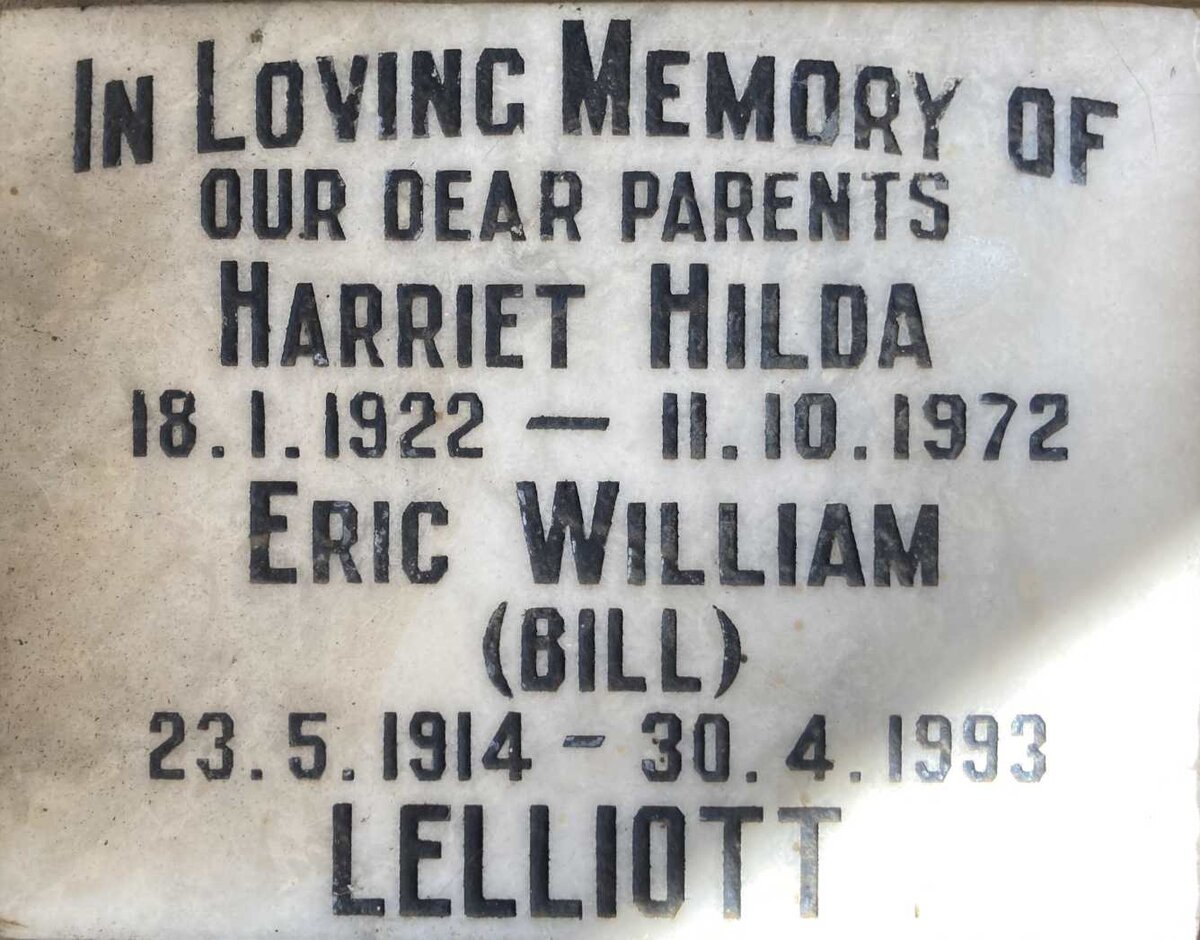 In Loving Memory of
OUR DEAR PARENTS
HARRIET HILDA
18.1.1922 — 11.10.1972
ERIC WILLIAM
(BILL)
23.5.1914 - 30.4.1993
LELLIOTT